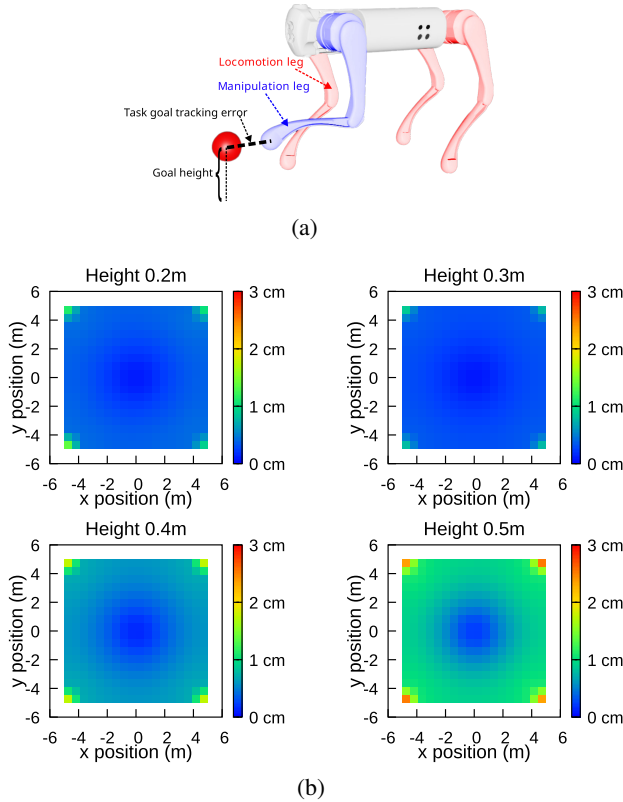 Locomotion leg
Manipulation leg
Task goal tracking error
Goal height
(a)
Height 0.2m
6
4
2
0
-2
-4
-6
y position (m)
-6 -4 -2 0 2 4 6
x position (m)
3 cm
2 cm
1 cm
0 cm
Height 0.3m
6
4
2
0
-2
-4
-6
y position (m)
-6 -4 -2 0 2 4 6
x position (m)
3 cm
2 cm
1 cm
0 cm
Height 0.4m
6
4
2
0
-2
-4
-6
y position (m)
-6 -4 -2 0 2 4 6
x position (m)
3 cm
2 cm
1 cm
0 cm
Height 0.5m
6
4
2
0
-2
-4
-6
y position (m)
-6 -4 -2 0 2 4 6
x position (m)
3 cm
2 cm
1 cm
0 cm
(b)